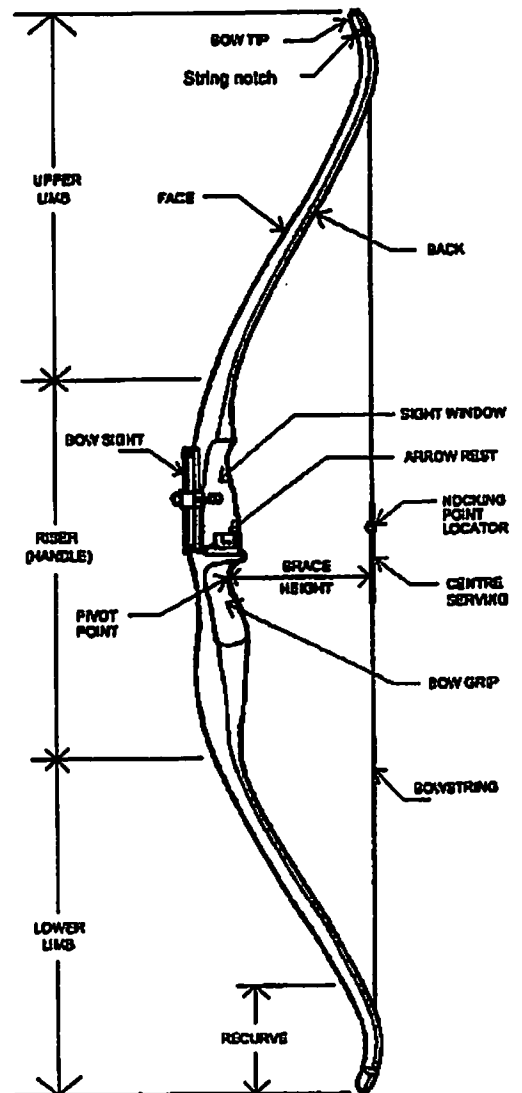 BOW TIP
String notch
UPPER
LIMB
FACE
BACK
SIGHT WINDOW
BOW SIGHT
ARROW REST
NOCKING
POINT
LOCATOR
RISER
(HANDLE)
BRACE
HEIGHT
CENTRE
SERVING
PIVOT
POINT
BOW GRIP
BOWSTRING
LOWER
LIMB
RECURVE